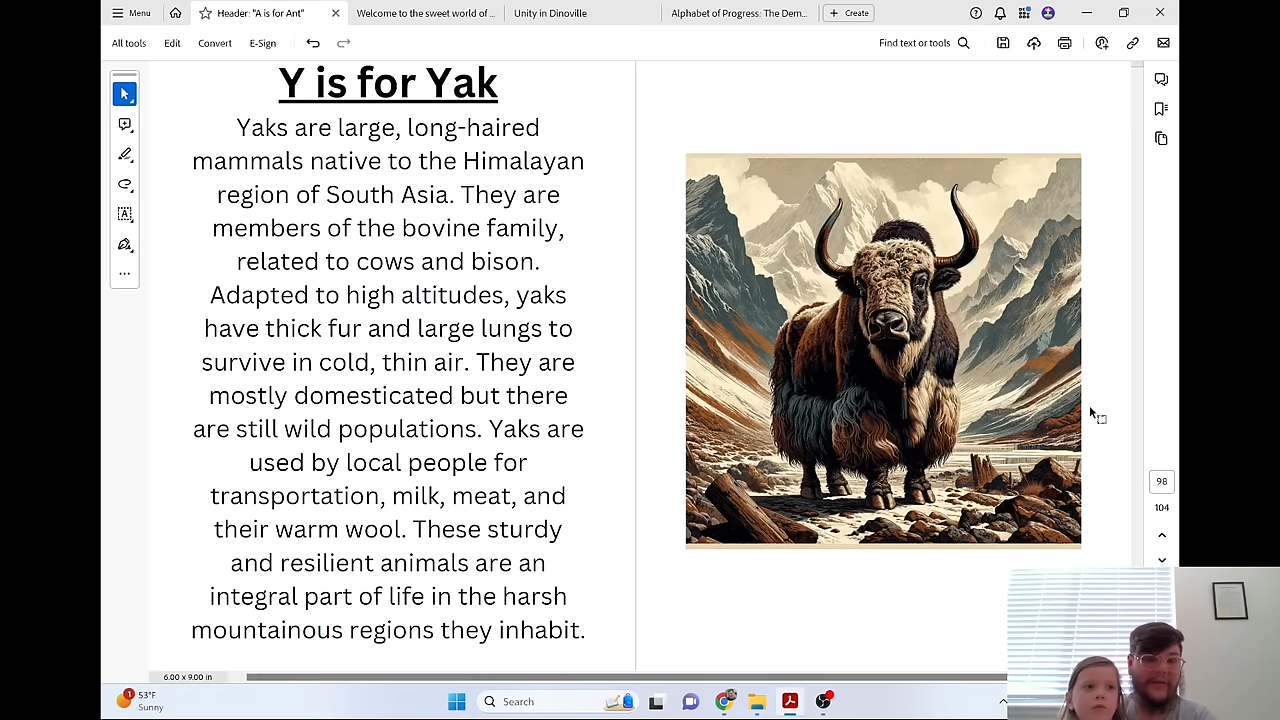 Menu
Header: "A is for Ant"
Welcome to the sweet world of ...
Unity in Enoville
Alphabet of Progress: The Dem...
Create
All tools
Edit
Convert
E-Sign
Find text or tools
Y is for Yak
Yaks are large, long-haired
mammals native to the Himalayan
region of South Asia. They are
members of the bovine family,
related to cows and bison.
Adapted to high altitudes, yaks
have thick fur and large lungs to
survive in cold, thin air. They are
mostly domesticated but there
are still wild populations. Yaks are
used by local people for
transportation, milk, meat, and
their warm wool. These sturdy
and resilient animals are an
integral part of life in the harsh
mountainous regions they inhabit.
98
104
6.00 x 9.00 in
1
53°F
Sunny
Search